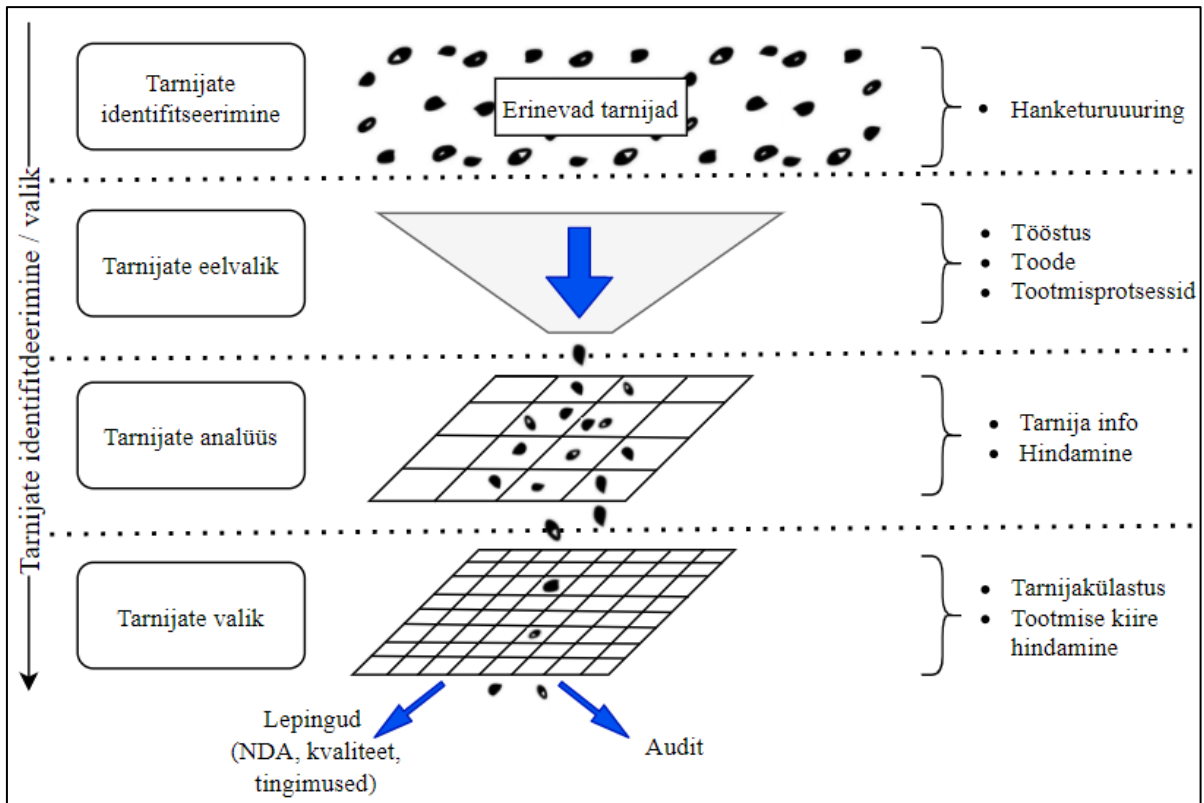 Tarnijate identifitdeerimine / valik
Tarnijate
identifitseerimine
Erinevad tarnijad
• Hanketuruuuring
Tarnijate eelvalik
• Tööstus
• Toode
• Tootmisprotsessid
Tarnijate analüüs
• Tarnija info
• Hindamine
Tarnijate valik
• Tarnijakülastus
• Tootmise kiire
hindamine
Lepingud
(NDA, kvaliteet,
tingimused)
Audit